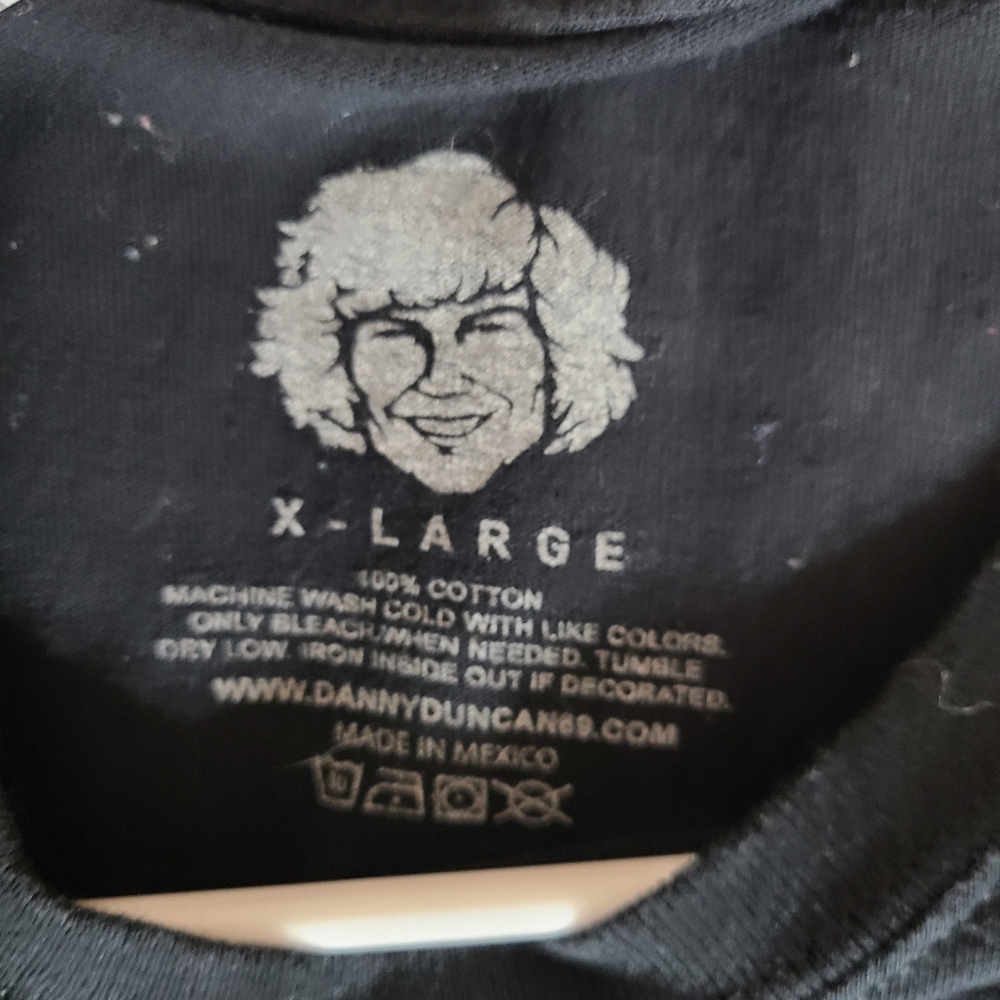 X-LARGE
100% COTTON
MACHINE WASH COLD WITH LIKE COLORS.
ONLY BLEACH WHEN NEEDED. TUMBLE
DRY LOW. IRON INSIDE OUT IF DECORATED.
WWW.DANNYDUNCAN69.COM
MADE IN MEXICO
30